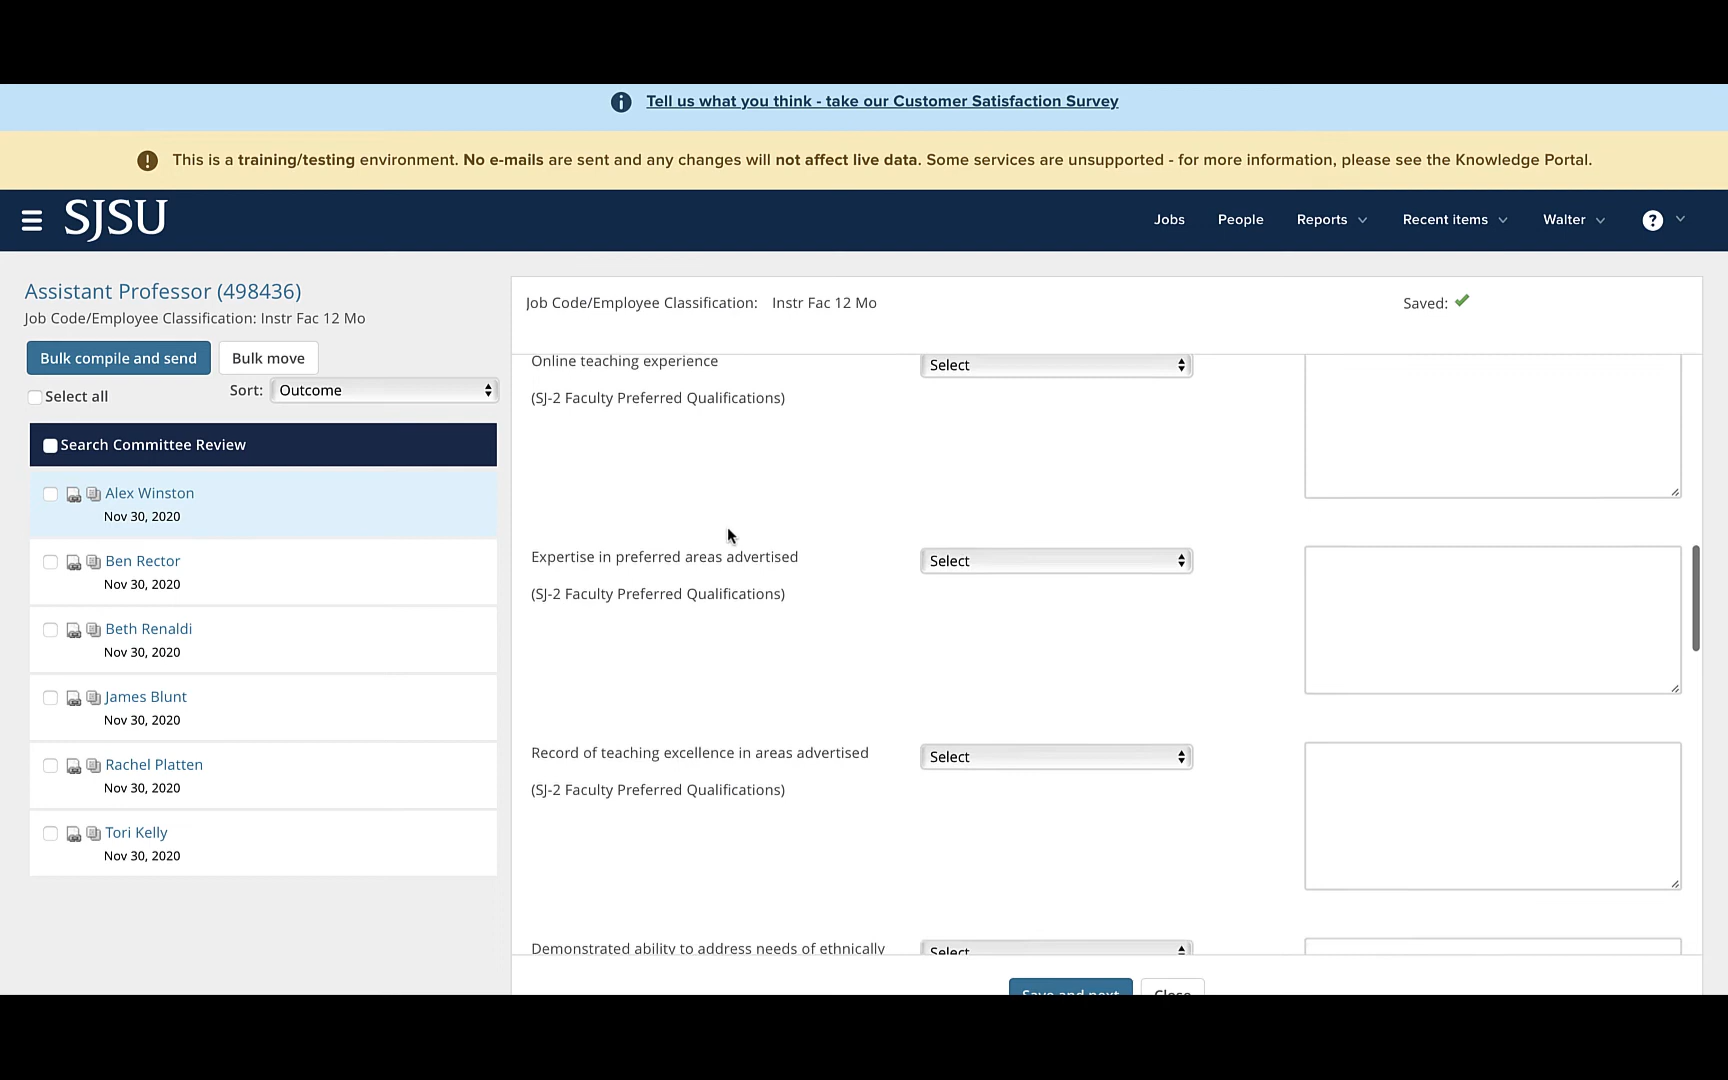 Tell us what you think - take our Customer Satisfaction Survey
This is a training/testing environment. No e-mails are sent and any changes will not affect live data. Some services are unsupported - for more information, please see the Knowledge Portal.
SJSU
Jobs
People
Reports
Recent items
Walter
?
Assistant Professor (498436)
Job Code/Employee Classification: Instr Fac 12 Mo
Bulk compile and send
Bulk move
Select all
Sort:
Outcome
Search Committee Review
Alex Winston
Nov 30, 2020
Ben Rector
Nov 30, 2020
Beth Renaldi
Nov 30, 2020
James Blunt
Nov 30, 2020
Rachel Platten
Nov 30, 2020
Tori Kelly
Nov 30, 2020
Job Code/Employee Classification: Instr Fac 12 Mo
Saved:
Online teaching experience
Select
(SJ-2 Faculty Preferred Qualifications)
Expertise in preferred areas advertised
Select
(SJ-2 Faculty Preferred Qualifications)
Record of teaching excellence in areas advertised
Select
(SJ-2 Faculty Preferred Qualifications)
Demonstrated ability to address needs of ethnically
Select
Save and next
Close